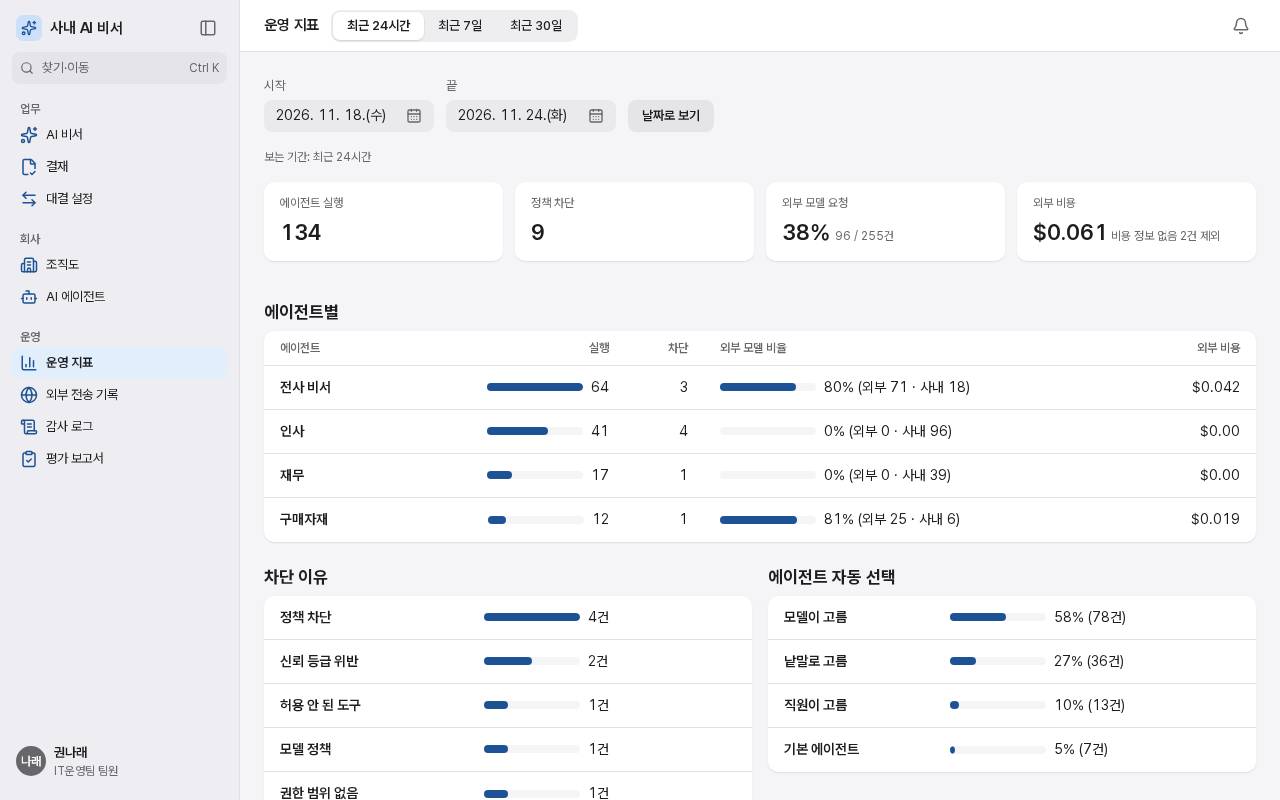 사내 AI 비서
찾기·이동 Ctrl K
업무
AI 비서
결재
대결 설정
회사
조직도
AI 에이전트
운영
운영 지표
외부 전송 기록
감사 로그
평가 보고서
나래
권나래
IT운영팀 팀원
운영 지표 최근 24시간 최근 7일 최근 30일
시작 끝
2026. 11. 18.(수) 2026. 11. 24.(화) 날짜로 보기
보는 기간: 최근 24시간
에이전트 실행
134
정책 차단
9
외부 모델 요청
38% 96 / 255건
외부 비용
$0.061 비용 정보 없음 2건 제외
에이전트별
에이전트 실행 차단 외부 모델 비율 외부 비용
전사 비서 64 3 80% (외부 71 · 사내 18) $0.042
인사 41 4 0% (외부 0 · 사내 96) $0.00
재무 17 1 0% (외부 0 · 사내 39) $0.00
구매자재 12 1 81% (외부 25 · 사내 6) $0.019
차단 이유
정책 차단 4건
신뢰 등급 위반 2건
허용 안 된 도구 1건
모델 정책 1건
권한 범위 없음 1건
에이전트 자동 선택
모델이 고름 58% (78건)
낱말로 고름 27% (36건)
직원이 고름 10% (13건)
기본 에이전트 5% (7건)